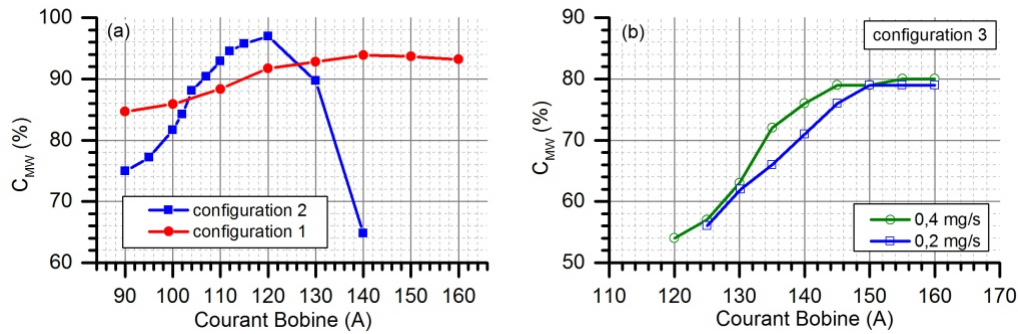 (a)
100
90
80
70
60
C_MW (%)
configuration 2
configuration 1
90 100 110 120 130 140 150 160
Courant Bobine (A)
(b)
configuration 3
90
80
70
60
50
C_MW (%)
0,4 mg/s
0,2 mg/s
110 120 130 140 150 160 170
Courant Bobine (A)